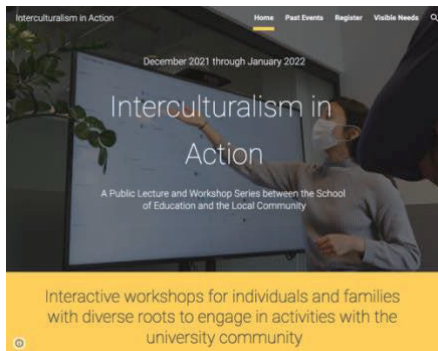 Interculturalism in Action
Home Past Events Register Visible Needs
December 2021 through January 2022
Interculturalism in
Action
A Public Lecture and Workshop Series between the School
of Education and the Local Community
Interactive workshops for individuals and families
with diverse roots to engage in activities with the
university community